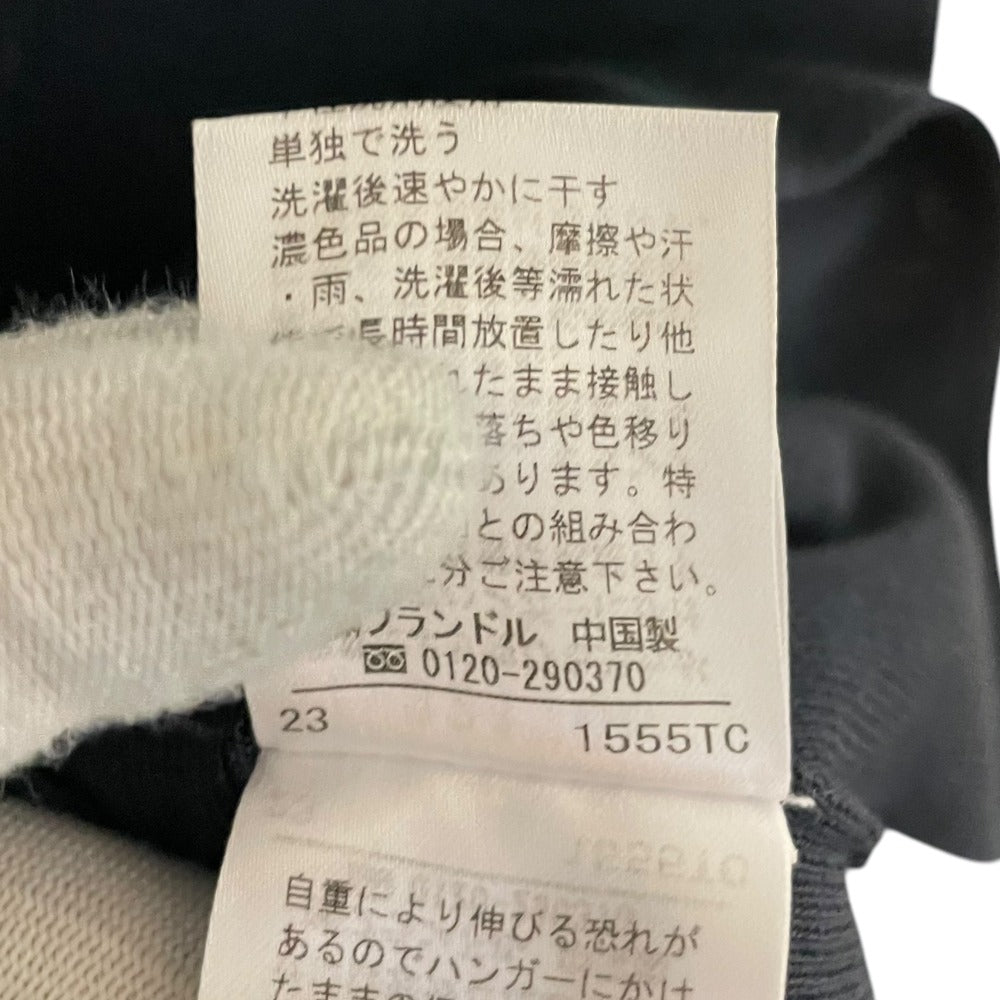 単独で洗う
洗濯後速やかに干す
濃色品の場合、摩擦や汗
・雨、洗濯後等濡れた状
長時間放置したり他
れたまま接触し
落ちや色移り
あります。特
との組み合わ
分ご注意下さい。
フランドル 中国製
0120-290370
23 1555TC
自重により伸びる恐れが
あるのでハンガーにかけ
たままの